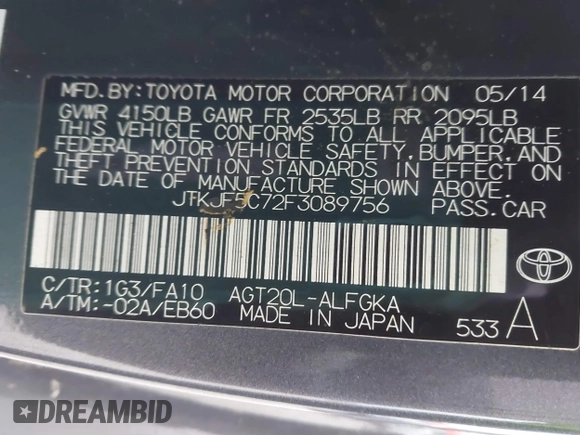 MFD. BY: TOYOTA MOTOR CORPORATION 05/14
GVWR 4150LB GAWR FR 2535LB RR 2095LB
THIS VEHICLE CONFORMS TO ALL APPLICABLE
FEDERAL MOTOR VEHICLE SAFETY, BUMPER, AND
THEFT PREVENTION STANDARDS IN EFFECT ON
THE DATE OF MANUFACTURE SHOWN ABOVE.
JTKJF5C72F3089756 PASS. CAR
C/TR: 1G3/FA10 AGT20L-ALFGKA
A/TM: -02A/EB60 MADE IN JAPAN 533 A
TOYOTA
DREAMBID